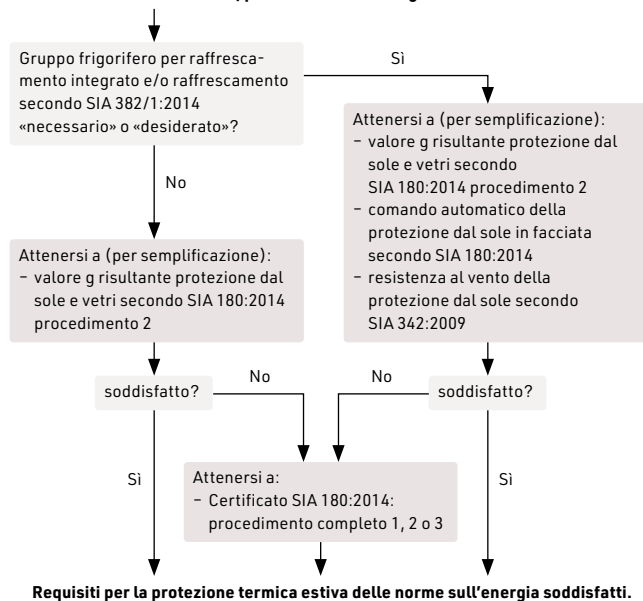 Gruppo frigorifero per raffresca-
mento integrato e/o raffrescamento
secondo SIA 382/1:2014
«necessario» o «desiderato»?
Sì
No
Attenersi a (per semplificazione):
– valore g risultante protezione dal
sole e vetri secondo
SIA 180:2014 procedimento 2
– comando automatico della
protezione dal sole in facciata
secondo SIA 180:2014
– resistenza al vento della
protezione dal sole secondo
SIA 342:2009
Attenersi a (per semplificazione):
– valore g risultante protezione dal
sole e vetri secondo SIA 180:2014
procedimento 2
soddisfatto?
No
No
soddisfatto?
Sì
Attenersi a:
– Certificato SIA 180:2014:
procedimento completo 1, 2 o 3
Sì
Requisiti per la protezione termica estiva delle norme sull'energia soddisfatti.